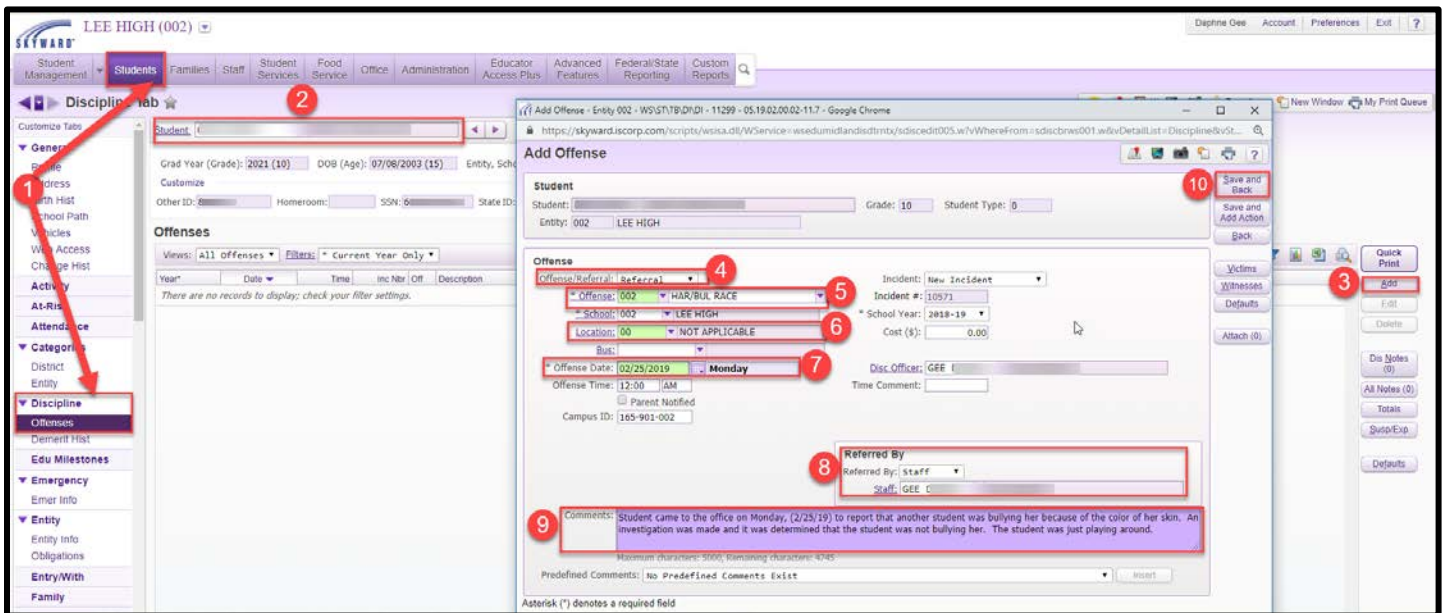 LEE HIGH (002)
Daphne Gee Account Preferences Exit ?
SKYWARD
Student Management Students Families Staff Student Services Food Service Office Administration Educator Access Plus Advanced Features Federal/State Reporting Custom Reports
Discipline Tab
2
New Window My Print Queue
Customize Tabs
General
Profile
Address
School Path
Vehicles
Web Access
Change Hist
Activity
At-Risk
Attendance
Categories
District
Entity
Discipline
Offenses
Demerit Hist
Edu Milestones
Emergency
Emer Info
Entity
Entity Info
Obligations
Entry/With
Family
1
Student:
Grad Year (Grade): 2021 (10) DOB (Age): 07/08/2003 (15) Entity, Scho
Customize
Other ID: Homeroom: SSN: State ID:
Offenses
Views: All Offenses Filters: * Current Year Only
Year* Date Time Inc Nbr Off Description
There are no records to display; check your filter settings.
Add Offense - Entity 002 - WS\ST\TB\DI\DI - 11299 - 05.19.02.00.02-11.7 - Google Chrome
https://skyward.iscorp.com/scripts/wsisa.dll/WService=wsedumidlandisdtmtx/sdiscedit005.w?vWhereFrom=sdiscbrws001.w&vDetailList=Discipline&vSt...
Add Offense
?
Student
Student: Grade: 10 Student Type:
Entity: 002 LEE HIGH
Offense
Offense/Referral: Referral 4 Incident: New Incident
* Offense: 002 HAR/BUL RACE 5 Incident #: 10571
* School: 002 LEE HIGH * School Year: 2018-19
Location: 00 NOT APPLICABLE 6 Cost ($): 0.00
Bus:
* Offense Date: 02/25/2019 Monday 7 Disc Officer: GEE
Offense Time: 12:00 AM Time Comment:
Parent Notified
Campus ID: 165-901-002
Referred By
8 Referred By: Staff
Staff: GEE
9 Comments: Student came to the office on Monday, (2/25/19) to report that another student was bullying her because of the color of her skin. An
investigation was made and it was determined that the student was not bullying her. The student was just playing around.
Maximum characters: 5000, Remaining characters: 4745
Predefined Comments: No Predefined Comments Exist Insert
Asterisk (*) denotes a required field
10 Save and Back
Save and Add Action
Back
Victims
Witnesses
Defaults
Attach (0)
Quick Print
3 Add
Edit
Delete
Dis Notes (0)
All Notes (0)
Totals
Susp/Exp
Defaults